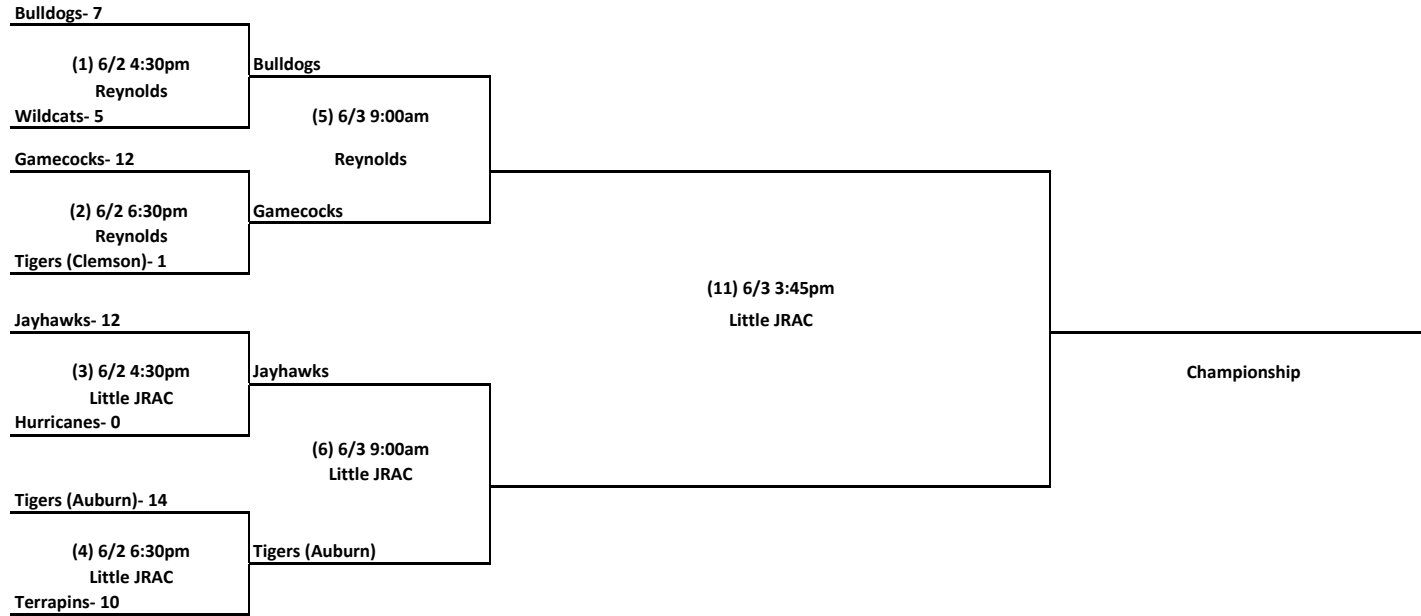 Bulldogs- 7
(1) 6/2 4:30pm
Reynolds
Wildcats- 5
Bulldogs
(5) 6/3 9:00am
Reynolds
Gamecocks- 12
(2) 6/2 6:30pm
Reynolds
Tigers (Clemson)- 1
Gamecocks
(11) 6/3 3:45pm
Little JRAC
Championship
Jayhawks- 12
(3) 6/2 4:30pm
Little JRAC
Hurricanes- 0
Jayhawks
(6) 6/3 9:00am
Little JRAC
Tigers (Auburn)- 14
(4) 6/2 6:30pm
Little JRAC
Terrapins- 10
Tigers (Auburn)